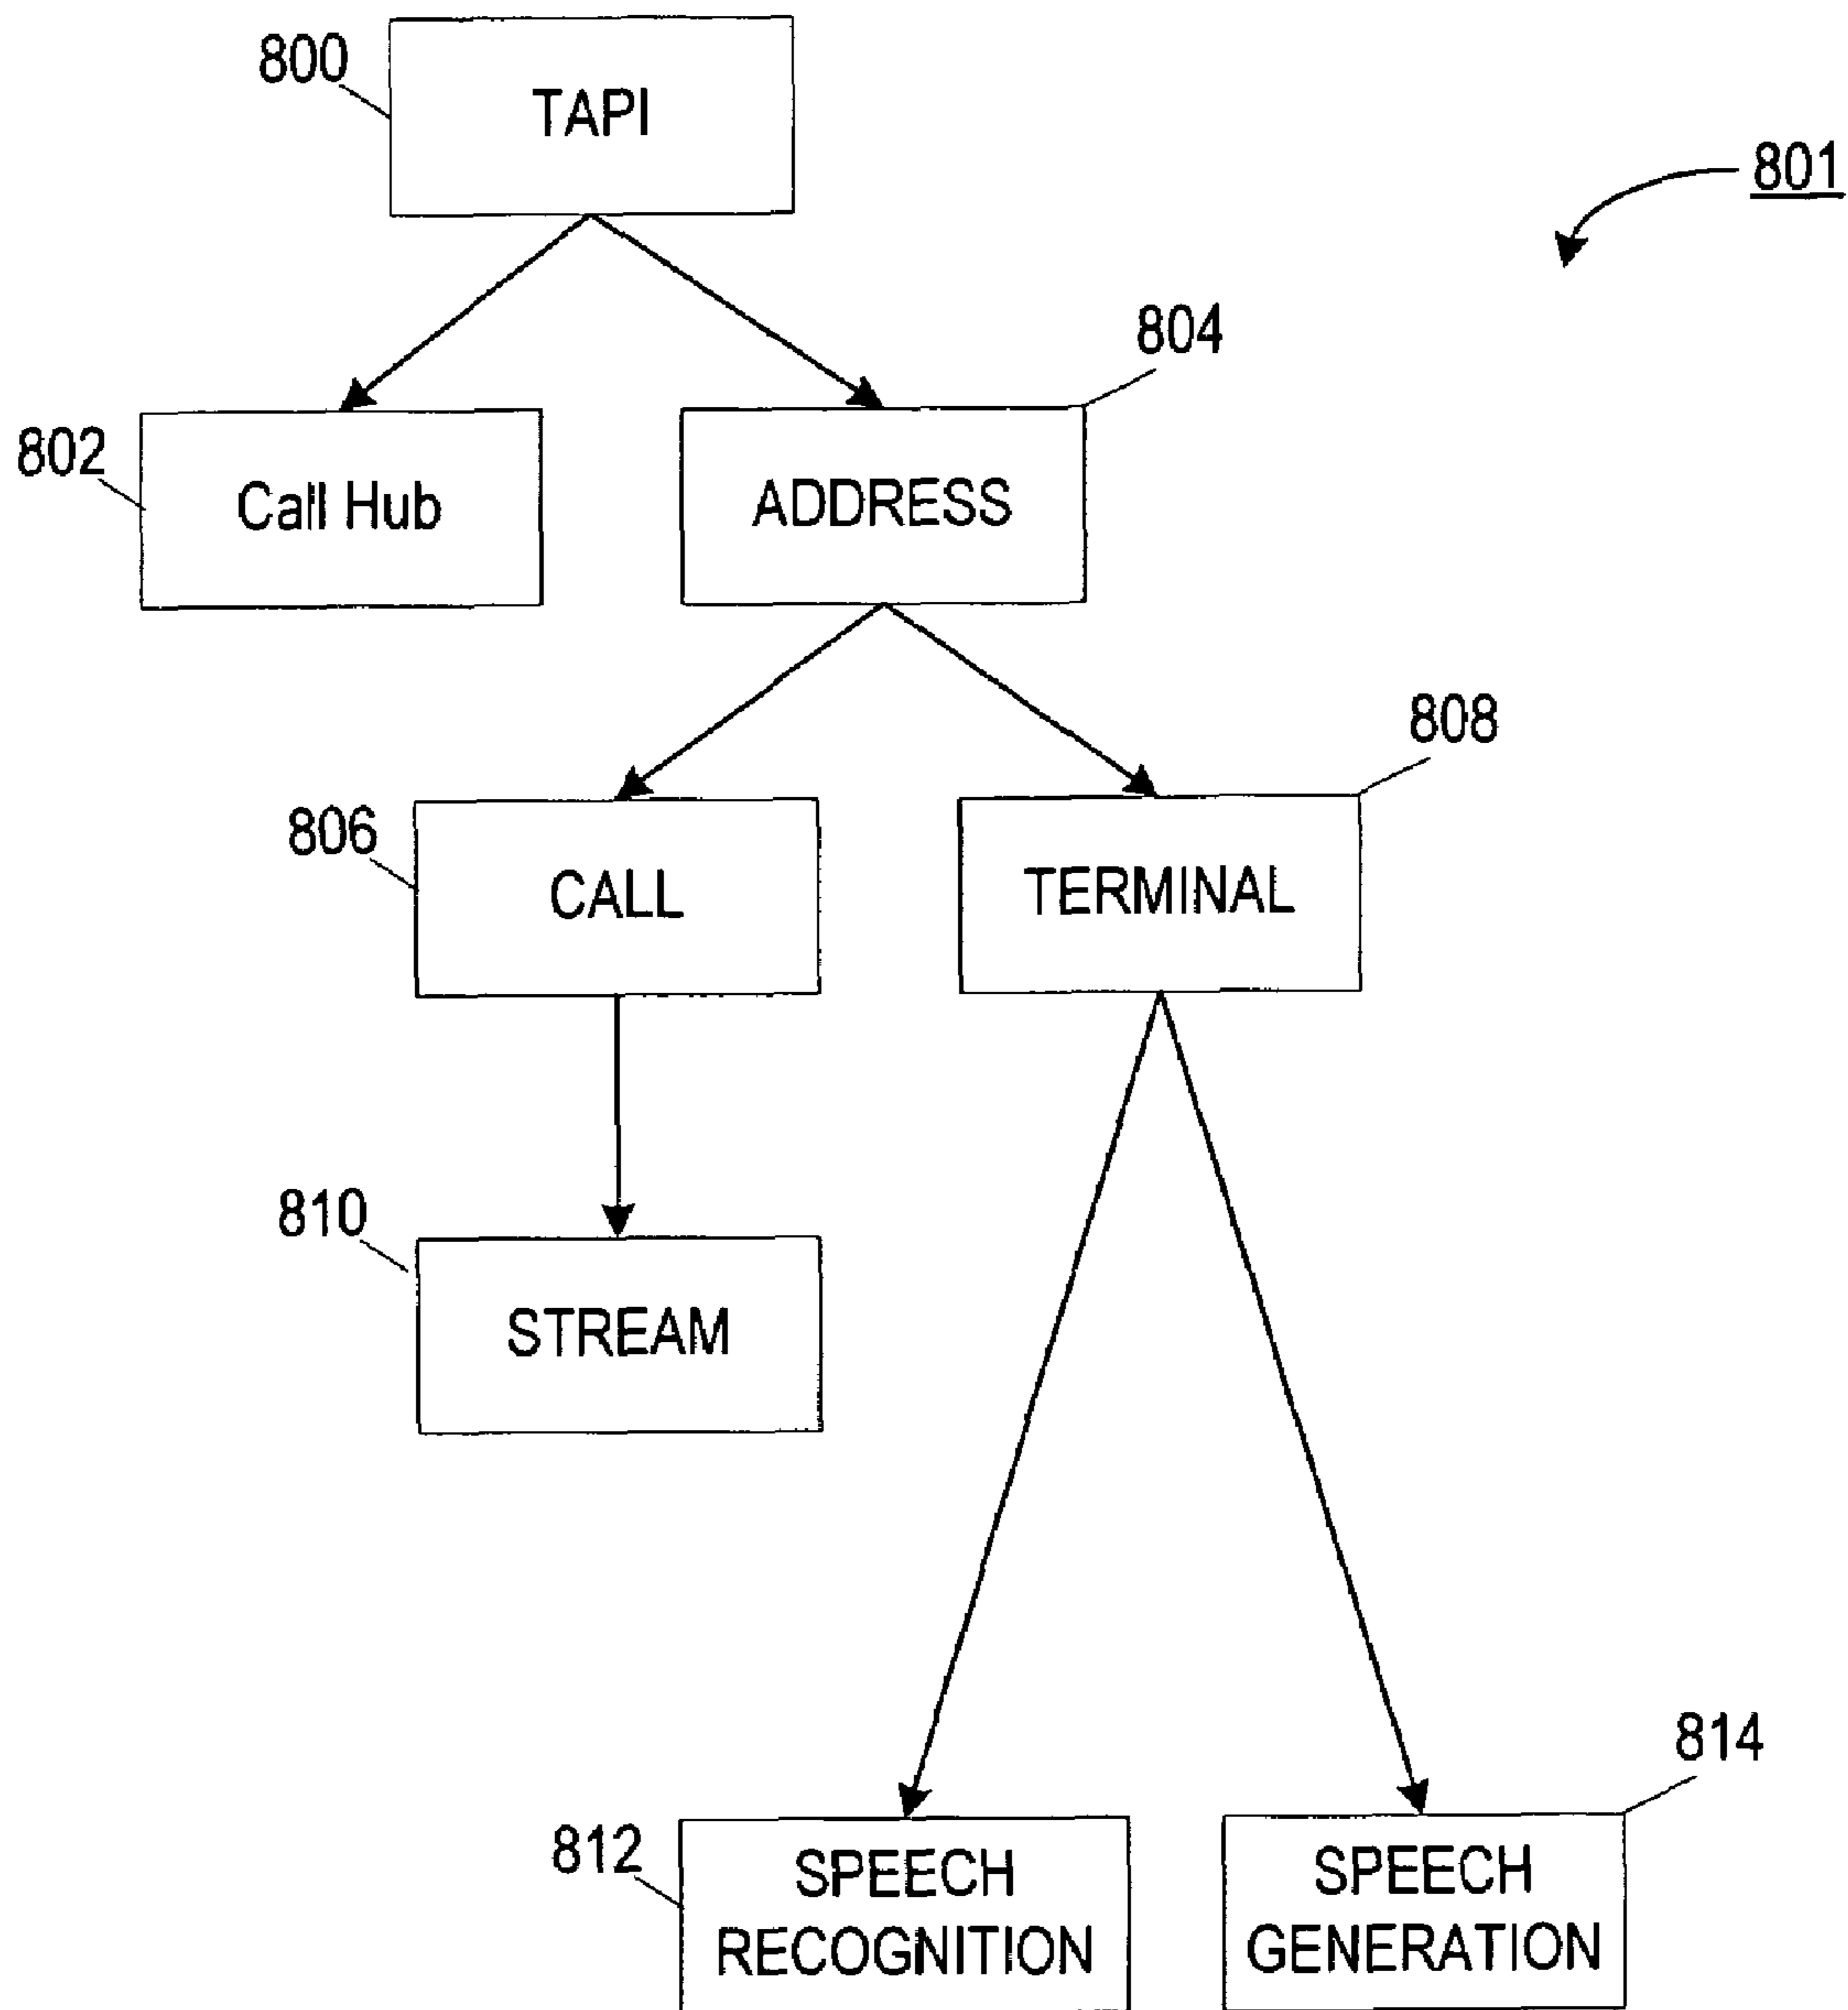 800
TAPI
801
804
802
Call Hub
ADDRESS
808
806
CALL
TERMINAL
810
STREAM
814
812
SPEECH
RECOGNITION
SPEECH
GENERATION